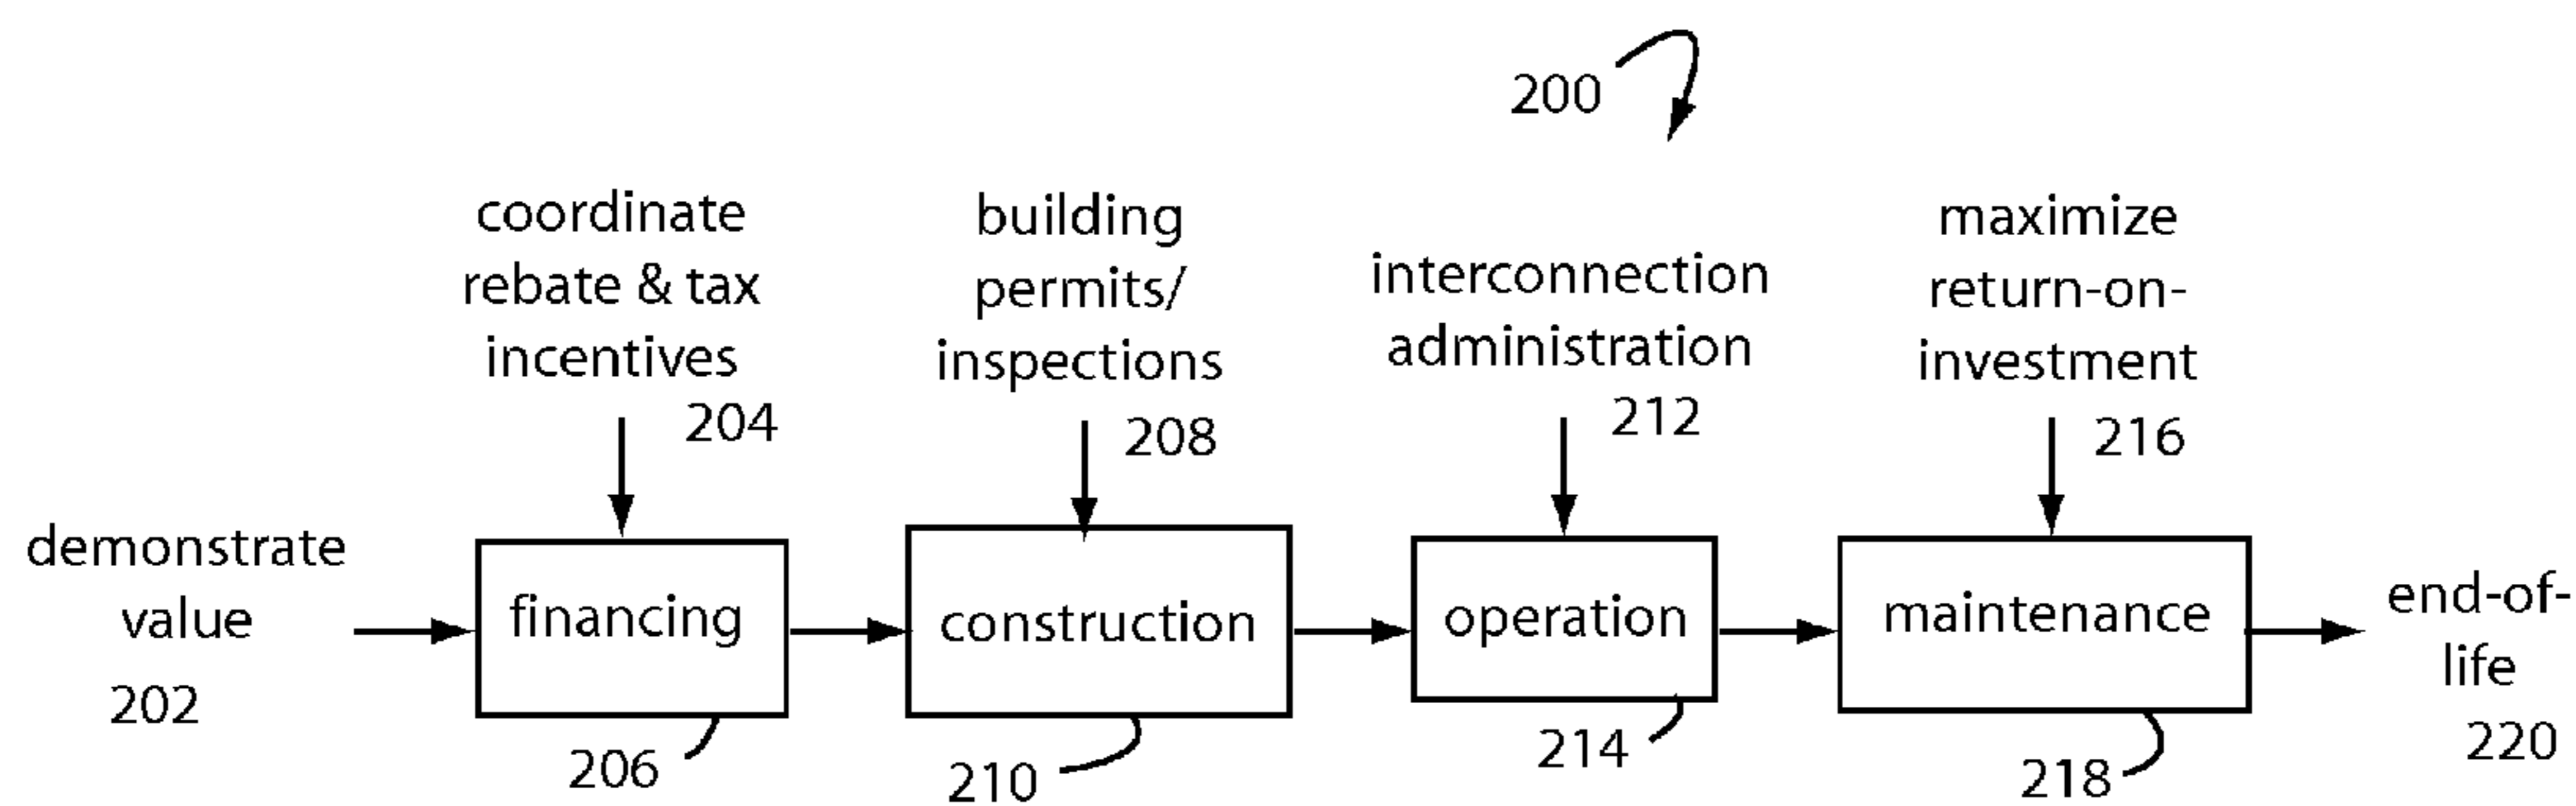 200
coordinate
rebate & tax
incentives
204
building
permits/
inspections
208
interconnection
administration
212
maximize
return-on-
investment
216
demonstrate
value
202
financing
206
construction
210
operation
214
maintenance
218
end-of-
life
220